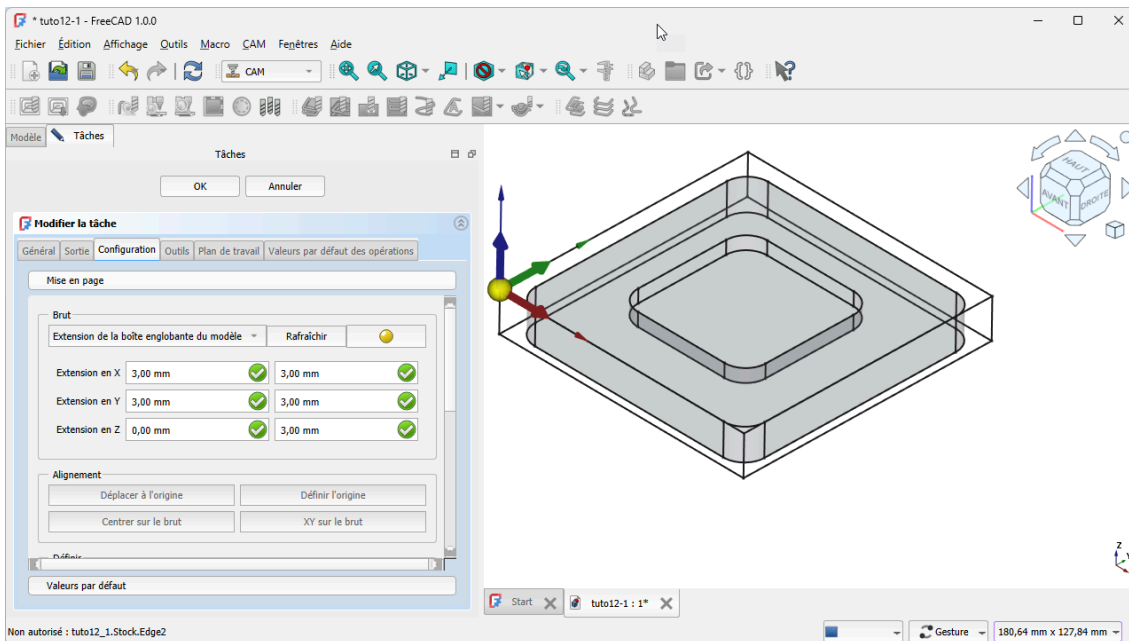 * tuto12-1 - FreeCAD 1.0.0
Fichier Édition Affichage Outils Macro CAM Fenêtres Aide
CAM
Modèle Tâches
Tâches
OK Annuler
Modifier la tâche
Général Sortie Configuration Outils Plan de travail Valeurs par défaut des opérations
Mise en page
Brut
Extension de la boîte englobante du modèle Rafraîchir
Extension en X 3,00 mm 3,00 mm
Extension en Y 3,00 mm 3,00 mm
Extension en Z 0,00 mm 3,00 mm
Alignement
Déplacer à l'origine Définir l'origine
Centrer sur le brut XY sur le brut
Définir
Valeurs par défaut
HAUT
AVANT DROITE
Z
Start tuto12-1 : 1*
Non autorisé : tuto12_1.Stock.Edge2 Gesture 180,64 mm x 127,84 mm